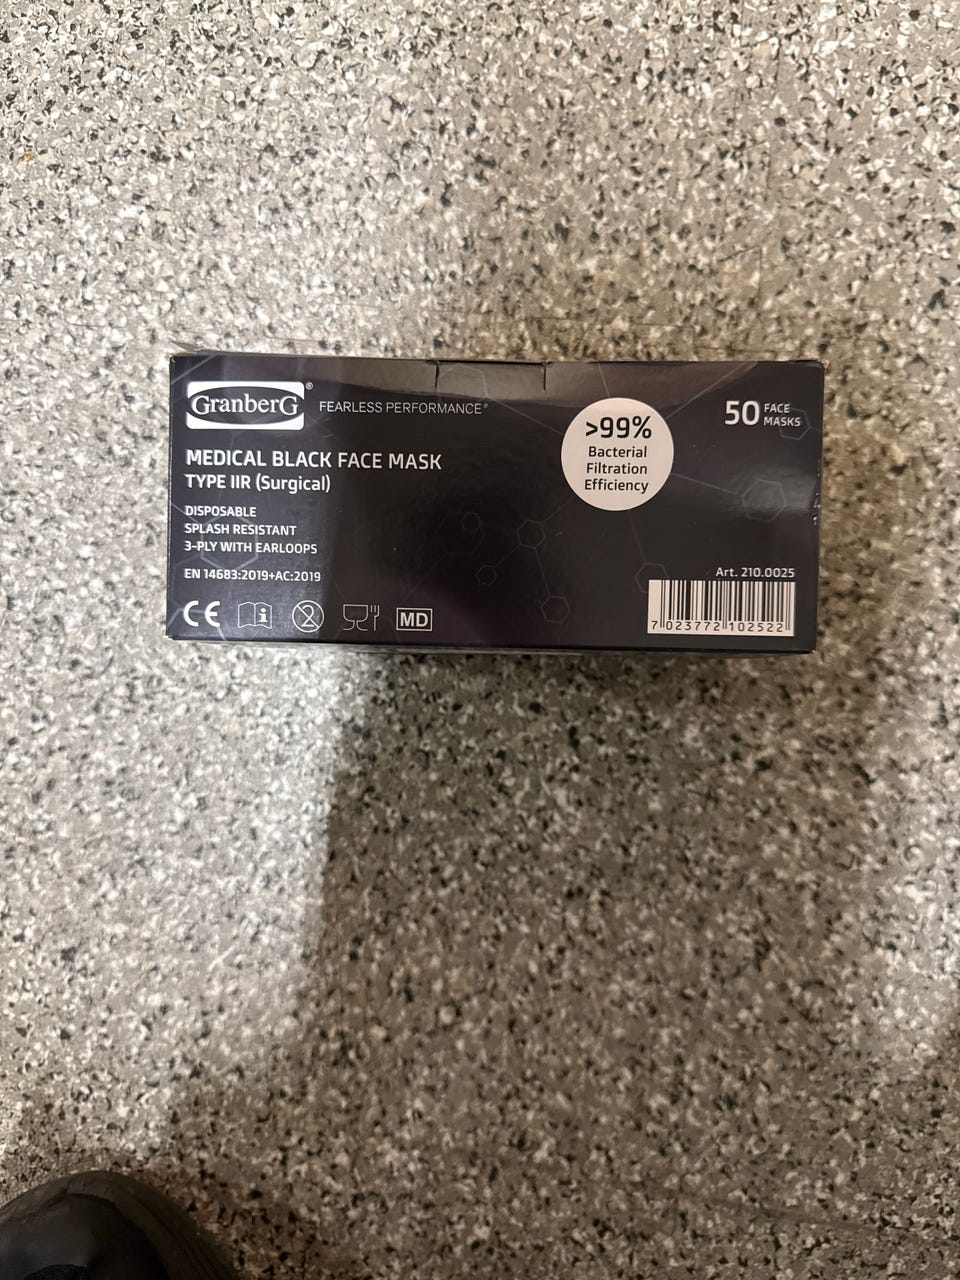 GranberG® FEARLESS PERFORMANCE®
MEDICAL BLACK FACE MASK
TYPE IIR (Surgical)
DISPOSABLE
SPLASH RESISTANT
3-PLY WITH EARLOOPS
EN 14683:2019+AC:2019
CE
i
2
MD
>99%
Bacterial
Filtration
Efficiency
50 FACE
MASKS
Art. 210.0025
7 023772 102522